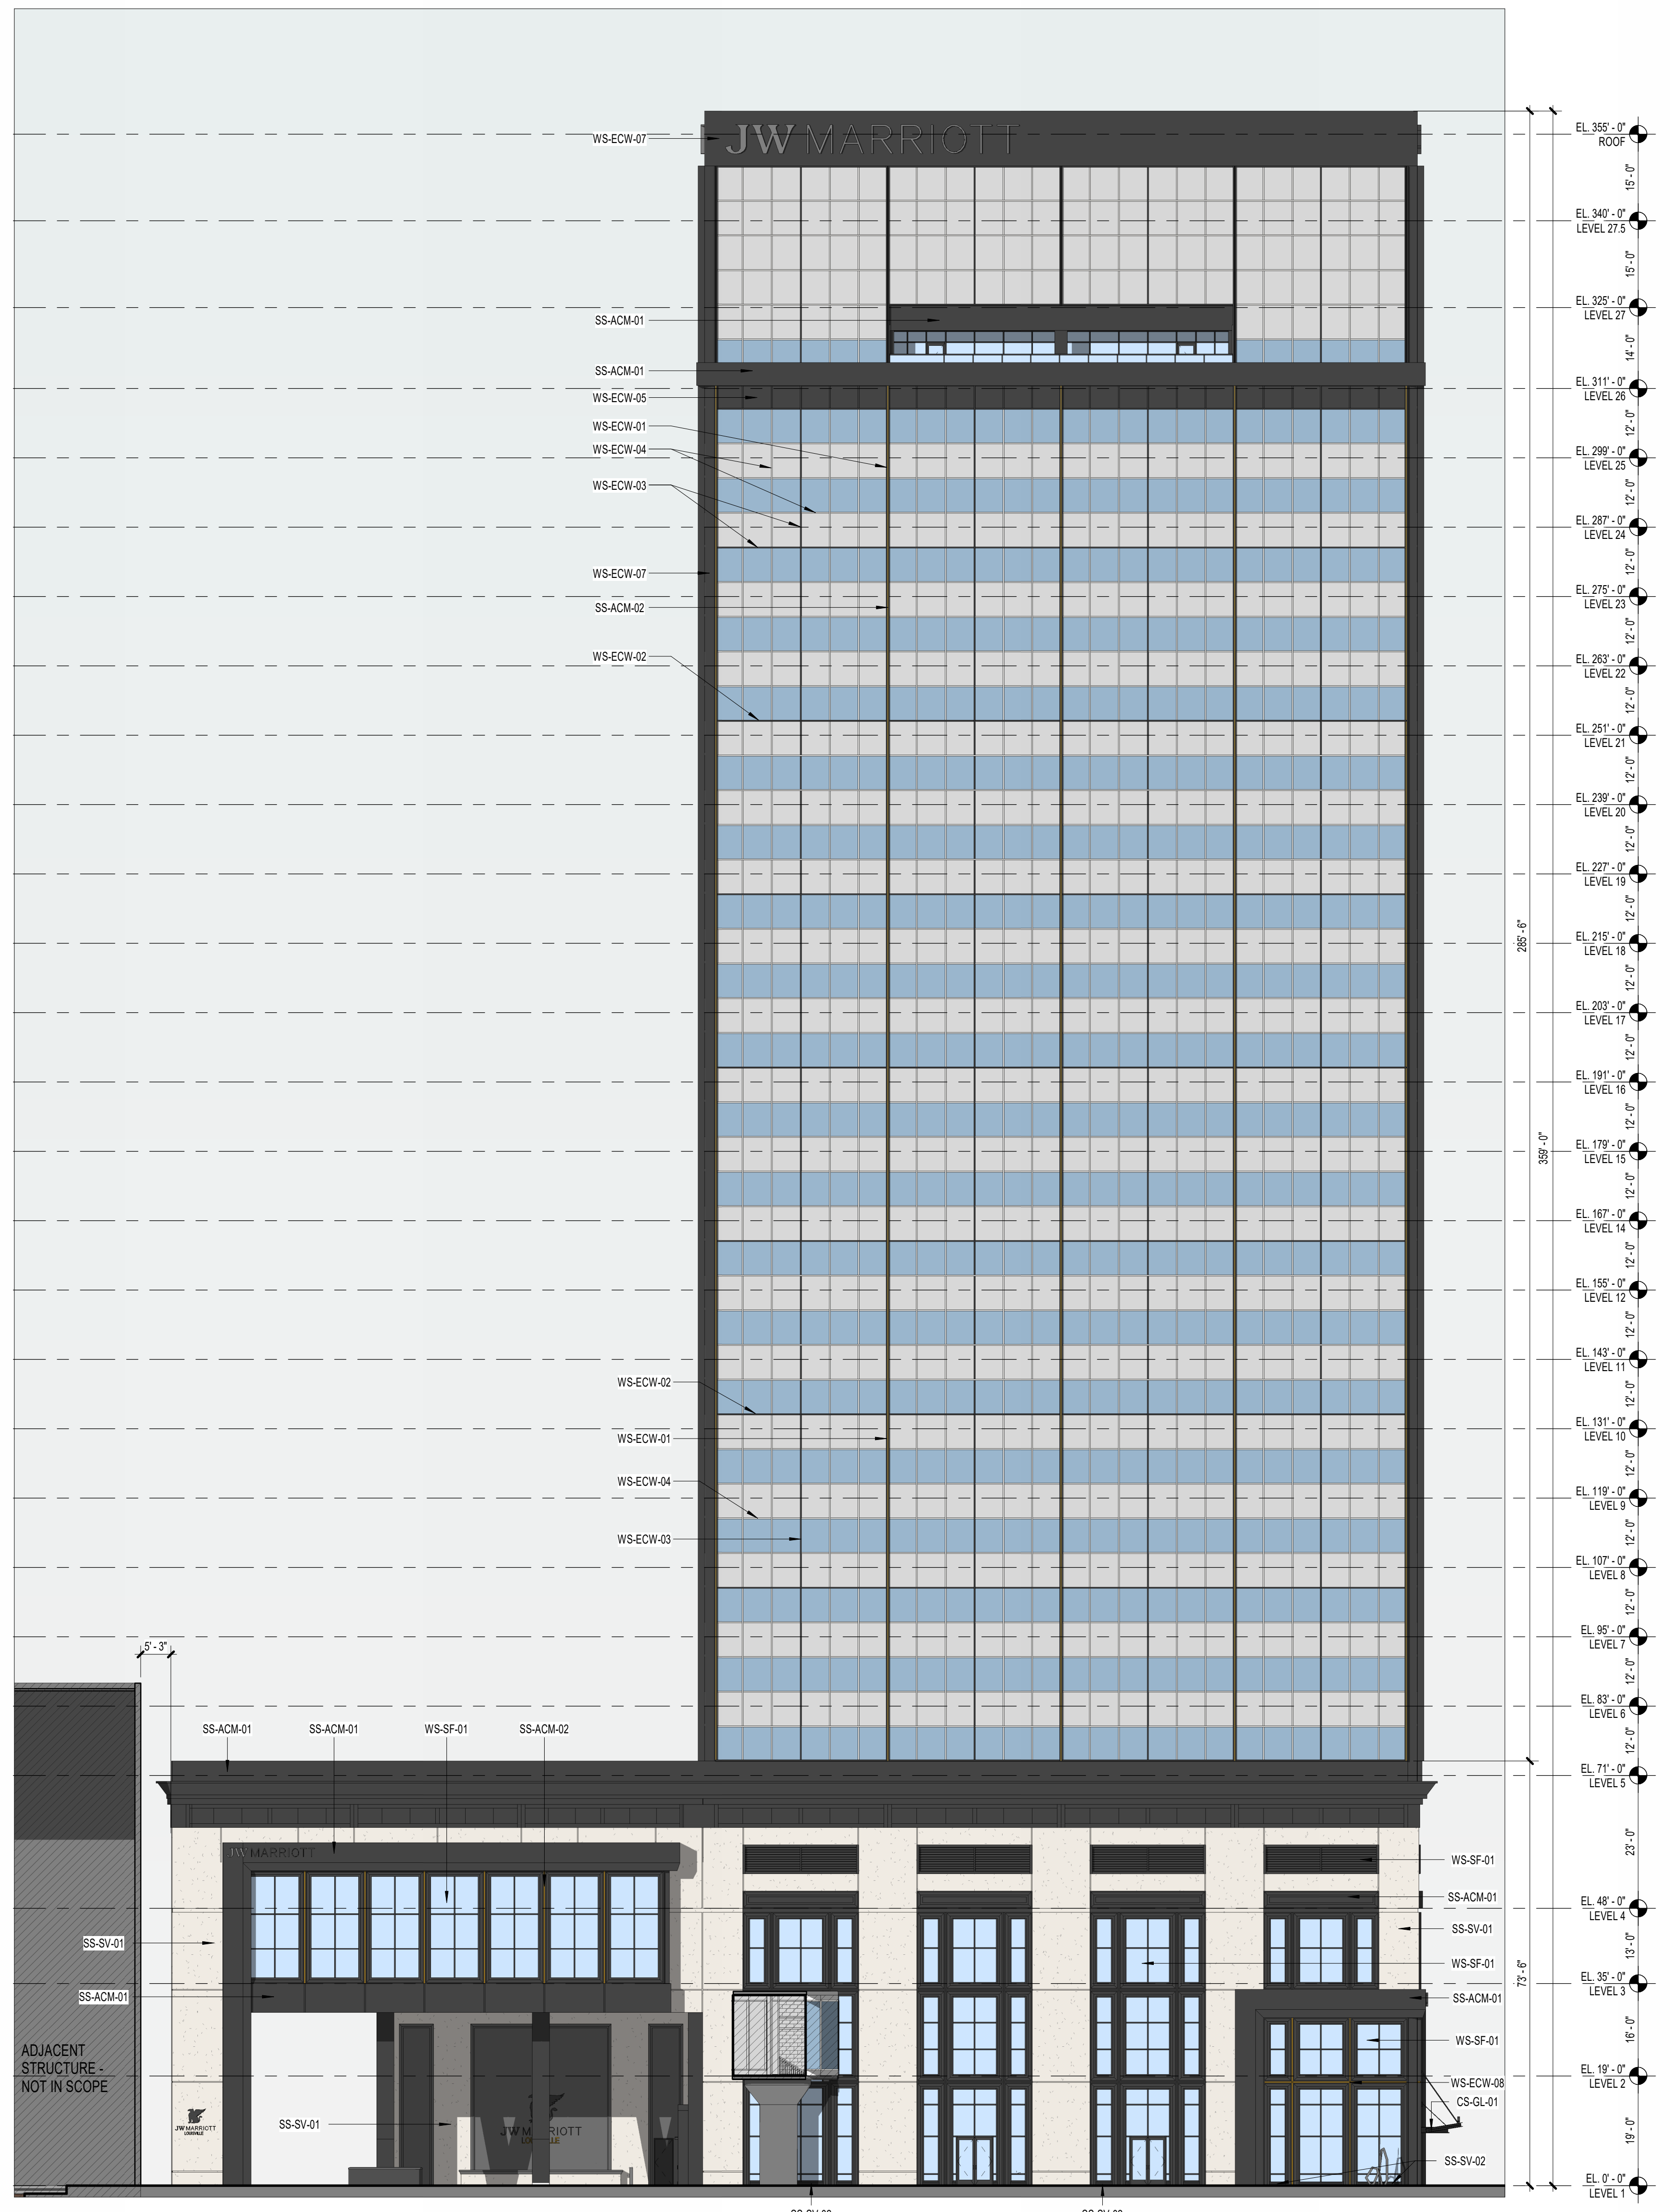 JW MARRIOTT
WS-ECW-07
SS-ACM-01
SS-ACM-01
WS-ECW-05
WS-ECW-01
WS-ECW-04
WS-ECW-03
WS-ECW-07
SS-ACM-02
WS-ECW-02
WS-ECW-02
WS-ECW-01
WS-ECW-04
WS-ECW-03
5' - 3"
SS-ACM-01
SS-ACM-01
WS-SF-01
SS-ACM-02
JW MARRIOTT
SS-SV-01
SS-ACM-01
ADJACENT
STRUCTURE -
NOT IN SCOPE
JW MARRIOTT
LOUISVILLE
SS-SV-01
JW MARRIOTT
LOUISVILLE
WS-SF-01
SS-ACM-01
SS-SV-01
WS-SF-01
SS-ACM-01
WS-SF-01
WS-ECW-08
CS-GL-01
SS-SV-02
285' - 6"
359' - 0"
73' - 6"
EL. 355' - 0"
ROOF
15' - 0"
EL. 340' - 0"
LEVEL 27.5
15' - 0"
EL. 325' - 0"
LEVEL 27
14' - 0"
EL. 311' - 0"
LEVEL 26
12' - 0"
EL. 299' - 0"
LEVEL 25
12' - 0"
EL. 287' - 0"
LEVEL 24
12' - 0"
EL. 275' - 0"
LEVEL 23
12' - 0"
EL. 263' - 0"
LEVEL 22
12' - 0"
EL. 251' - 0"
LEVEL 21
12' - 0"
EL. 239' - 0"
LEVEL 20
12' - 0"
EL. 227' - 0"
LEVEL 19
12' - 0"
EL. 215' - 0"
LEVEL 18
12' - 0"
EL. 203' - 0"
LEVEL 17
12' - 0"
EL. 191' - 0"
LEVEL 16
12' - 0"
EL. 179' - 0"
LEVEL 15
12' - 0"
EL. 167' - 0"
LEVEL 14
12' - 0"
EL. 155' - 0"
LEVEL 12
12' - 0"
EL. 143' - 0"
LEVEL 11
12' - 0"
EL. 131' - 0"
LEVEL 10
12' - 0"
EL. 119' - 0"
LEVEL 9
12' - 0"
EL. 107' - 0"
LEVEL 8
12' - 0"
EL. 95' - 0"
LEVEL 7
12' - 0"
EL. 83' - 0"
LEVEL 6
12' - 0"
EL. 71' - 0"
LEVEL 5
23' - 0"
EL. 48' - 0"
LEVEL 4
13' - 0"
EL. 35' - 0"
LEVEL 3
16' - 0"
EL. 19' - 0"
LEVEL 2
19' - 0"
EL. 0' - 0"
LEVEL 1